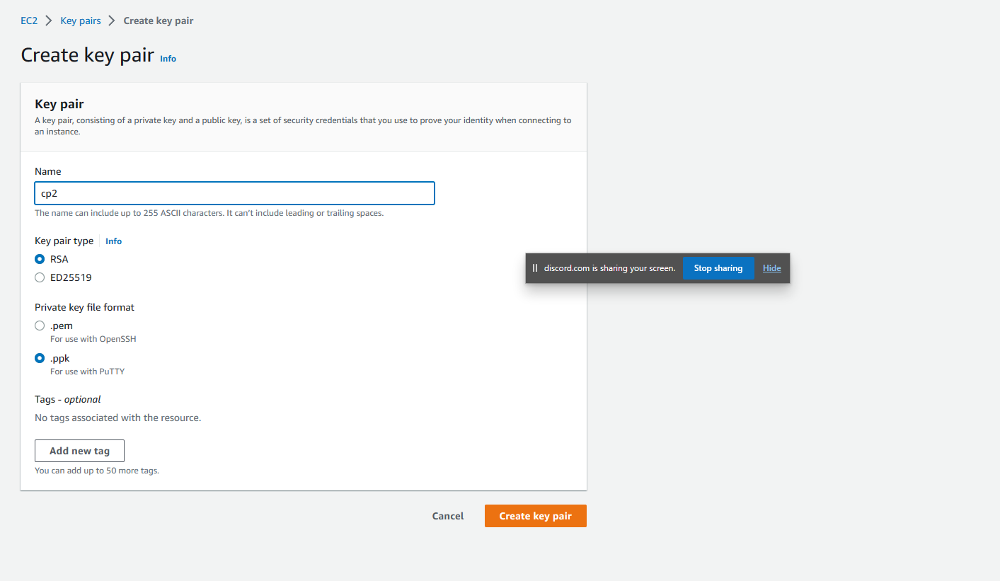 EC2 Key pairs Create key pair
Create key pair Info
Key pair
A key pair, consisting of a private key and a public key, is a set of security credentials that you use to prove your identity when connecting to
an instance.
Name
cp2
The name can include up to 255 ASCII characters. It can't include leading or trailing spaces.
Key pair type Info
RSA
ED25519
discord.com is sharing your screen. Stop sharing Hide
Private key file format
.pem
For use with OpenSSH
.ppk
For use with PuTTY
Tags - optional
No tags associated with the resource.
Add new tag
You can add up to 50 more tags.
Cancel Create key pair